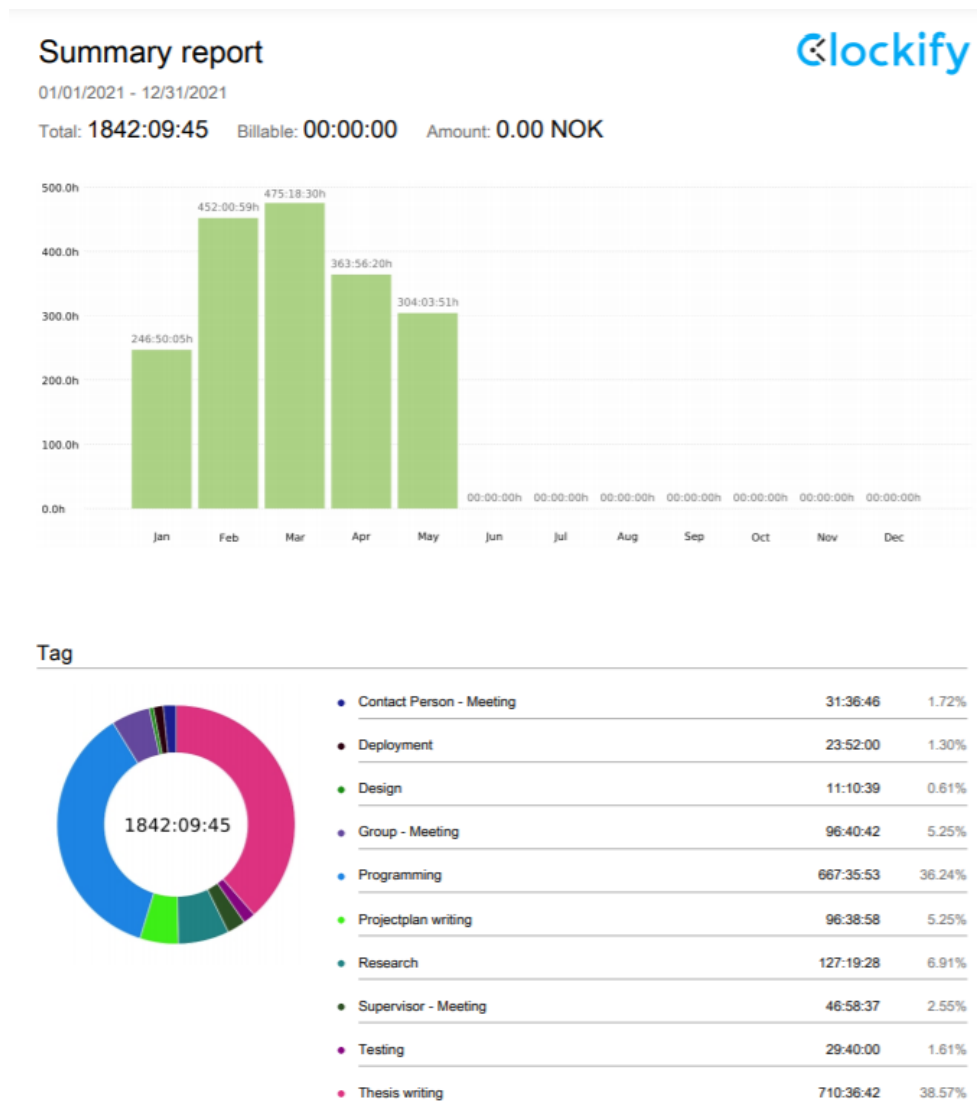 Summary report
Clockify
01/01/2021 - 12/31/2021
Total: 1842:09:45 Billable: 00:00:00 Amount: 0.00 NOK
500.0h
475:18:30h
452:00:59h
400.0h
363:56:20h
300.0h
304:03:51h
246:50:05h
200.0h
100.0h
00:00:00h 00:00:00h 00:00:00h 00:00:00h 00:00:00h 00:00:00h 00:00:00h
0.0h
Jan Feb Mar Apr May Jun Jul Aug Sep Oct Nov Dec
Tag
1842:09:45
Contact Person - Meeting 31:36:46 1.72%
Deployment 23:52:00 1.30%
Design 11:10:39 0.61%
Group - Meeting 96:40:42 5.25%
Programming 667:35:53 36.24%
Projectplan writing 96:38:58 5.25%
Research 127:19:28 6.91%
Supervisor - Meeting 46:58:37 2.55%
Testing 29:40:00 1.61%
Thesis writing 710:36:42 38.57%